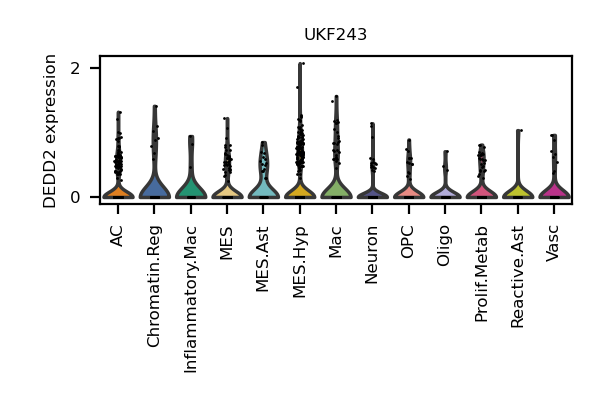 UKF243
DEDD2 expression
2
0
AC
Chromatin.Reg
Inflammatory.Mac
MES
MES.Ast
MES.Hyp
Mac
Neuron
OPC
Oligo
Prolif.Metab
Reactive.Ast
Vasc